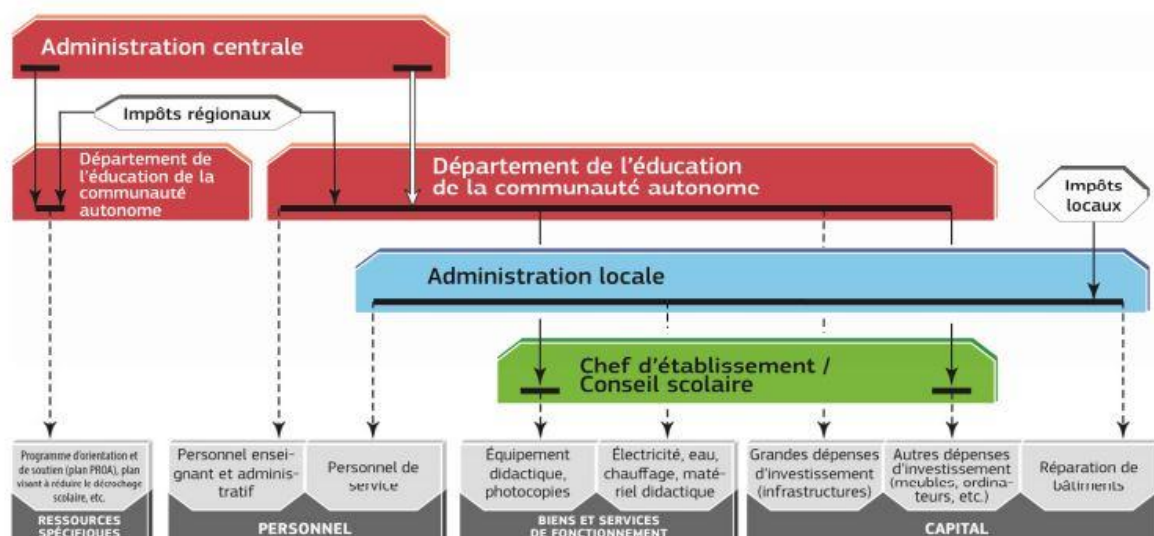 Administration centrale
Impôts régionaux
Département de
l'éducation de la
communauté
autonome
Département de l'éducation
de la communauté autonome
Impôts
locaux
Administration locale
Chef d'établissement /
Conseil scolaire
Programme d'orientation et
de soutien (plan PROA), plan
visant à réduire le décrochage
scolaire, etc.
RESSOURCES
SPÉCIFIQUES
Personnel ensei-
gnant et adminis-
tratif
Personnel de
service
PERSONNEL
Équipement
didactique,
photocopies
Électricité, eau,
chauffage, maté-
riel didactique
BIENS ET SERVICES
DE FONCTIONNEMENT
Grandes dépenses
d'investissement
(infrastructures)
Autres dépenses
d'investissement
(meubles, ordina-
teurs, etc.)
Réparation de
bâtiments
CAPITAL